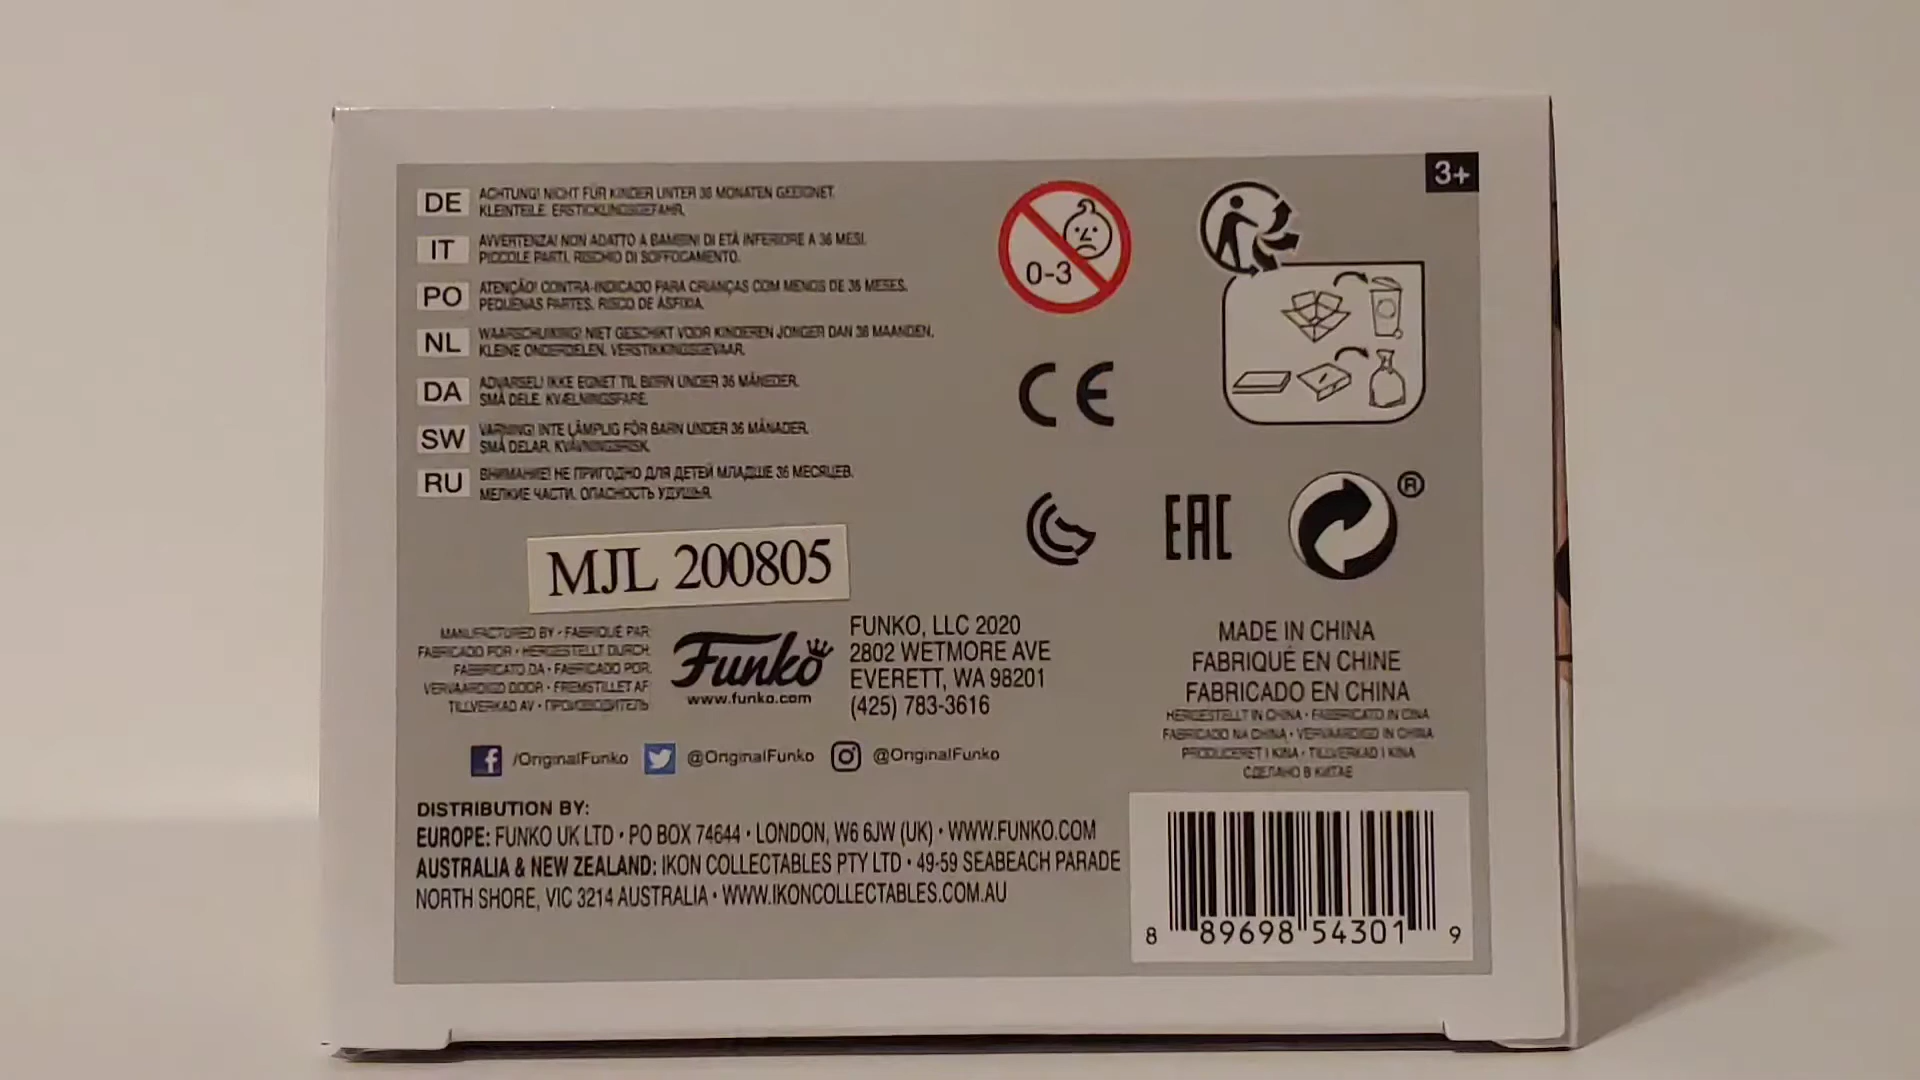 3+
DE ACHTUNG! NICHT FÜR KINDER UNTER 36 MONATEN GEEIGNET.
KLEINTEILE. ERSTICKUNGSGEFAHR.
IT AVVERTENZA! NON ADATTO A BAMBINI DI ETÀ INFERIORE A 36 MESI.
PICCOLE PARTI. RISCHIO DI SOFFOCAMENTO.
PO ATENÇÃO! CONTRA-INDICADO PARA CRIANÇAS COM MENOS DE 36 MESES.
PEQUENAS PARTES. RISCO DE ASFIXIA.
NL WAARSCHUWING! NIET GESCHIKT VOOR KINDEREN JONGER DAN 36 MAANDEN.
KLEINE ONDERDELEN. VERSTIKKINGSGEVAAR.
DA ADVARSEL! IKKE EGNET TIL BØRN UNDER 36 MÅNEDER.
SMÅ DELE. KVÆLNINGSFARE.
SW VARNING! INTE LÄMPLIG FÖR BARN UNDER 36 MÅNADER.
SMÅ DELAR. KVÄVNINGSRISK.
RU ВНИМАНИЕ! НЕ ПРИГОДНО ДЛЯ ДЕТЕЙ МЛАДШЕ 36 МЕСЯЦЕВ.
МЕЛКИЕ ЧАСТИ. ОПАСНОСТЬ УДУШЬЯ.
0-3
CE
EAC
®
MJL 200805
MANUFACTURED BY • FABRIQUÉ PAR
FABRICADO POR • HERGESTELLT DURCH
FABBRICATO DA • FABRICADO POR
VERVAARDIGD DOOR • FREMSTILLET AF
TILLVERKAD AV • ПРОИЗВОДИТЕЛЬ
Funko
www.funko.com
FUNKO, LLC 2020
2802 WETMORE AVE
EVERETT, WA 98201
(425) 783-3616
MADE IN CHINA
FABRIQUÉ EN CHINE
FABRICADO EN CHINA
HERGESTELLT IN CHINA • FABBRICATO IN CINA
FABRICADO NA CHINA • VERVAARDIGD IN CHINA
PRODUCERET I KINA • TILLVERKAD I KINA
СДЕЛАНО В КИТАЕ
f /OriginalFunko @OriginalFunko @OriginalFunko
DISTRIBUTION BY:
EUROPE: FUNKO UK LTD • PO BOX 74644 • LONDON, W6 6JW (UK) • WWW.FUNKO.COM
AUSTRALIA & NEW ZEALAND: IKON COLLECTABLES PTY LTD • 49-59 SEABEACH PARADE
NORTH SHORE, VIC 3214 AUSTRALIA • WWW.IKONCOLLECTABLES.COM.AU
8 89698 54301 9